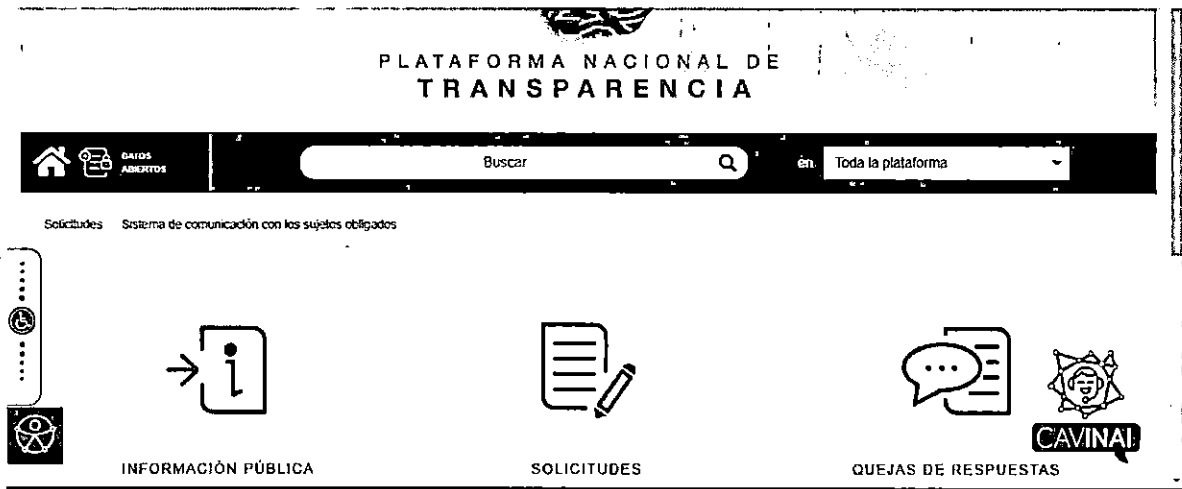 PLATAFORMA NACIONAL DE
TRANSPARENCIA
DATOS
ABIERTOS
Buscar
en
Toda la plataforma
Solicitudes Sistema de comunicación con los sujetos obligados
INFORMACIÓN PÚBLICA
SOLICITUDES
QUEJAS DE RESPUESTAS
CAVINAI